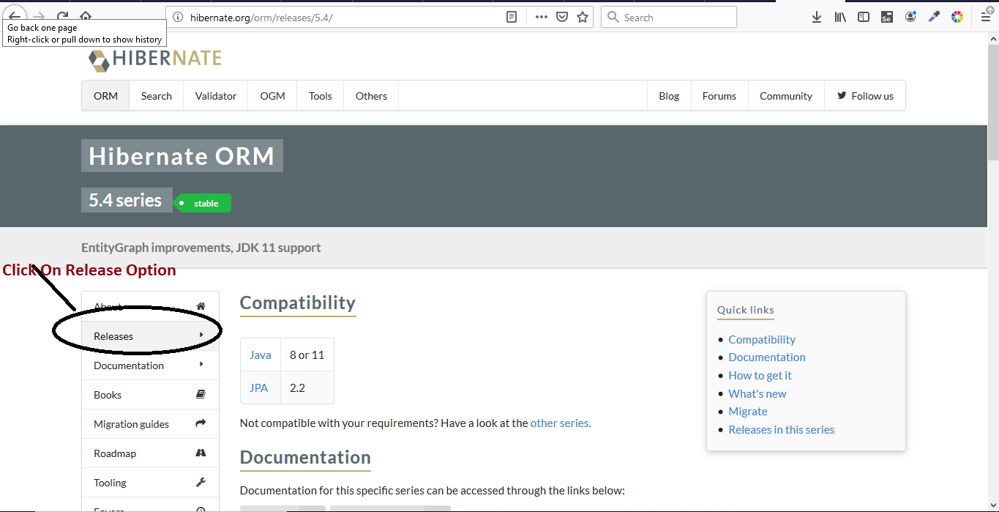 hibernate.org/orm/releases/5.4/
Search
Go back one page
Right-click or pull down to show history
HIBERNATE
ORM
Search
Validator
OGM
Tools
Others
Blog
Forums
Community
Follow us
Hibernate ORM
5.4 series
stable
EntityGraph improvements, JDK 11 support
Click On Release Option
About
Releases
Documentation
Books
Migration guides
Roadmap
Tooling
Compatibility
Java 8 or 11
JPA 2.2
Not compatible with your requirements? Have a look at the other series.
Documentation
Documentation for this specific series can be accessed through the links below:
Quick links
Compatibility
Documentation
How to get it
What's new
Migrate
Releases in this series